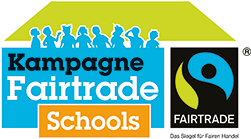 Kampagne
Fairtrade
Schools
®
FAIRTRADE
Das Siegel für Fairen Handel